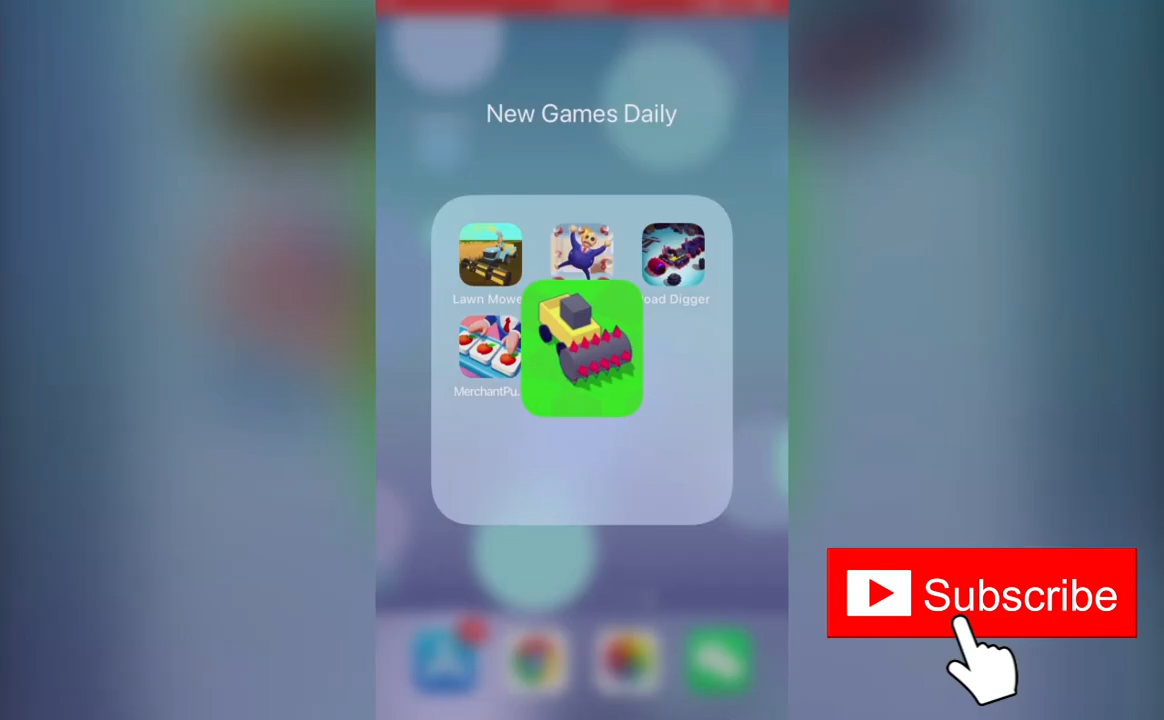 New Games Daily
Lawn Mowe
oad Digger
MerchantPu...
Subscribe